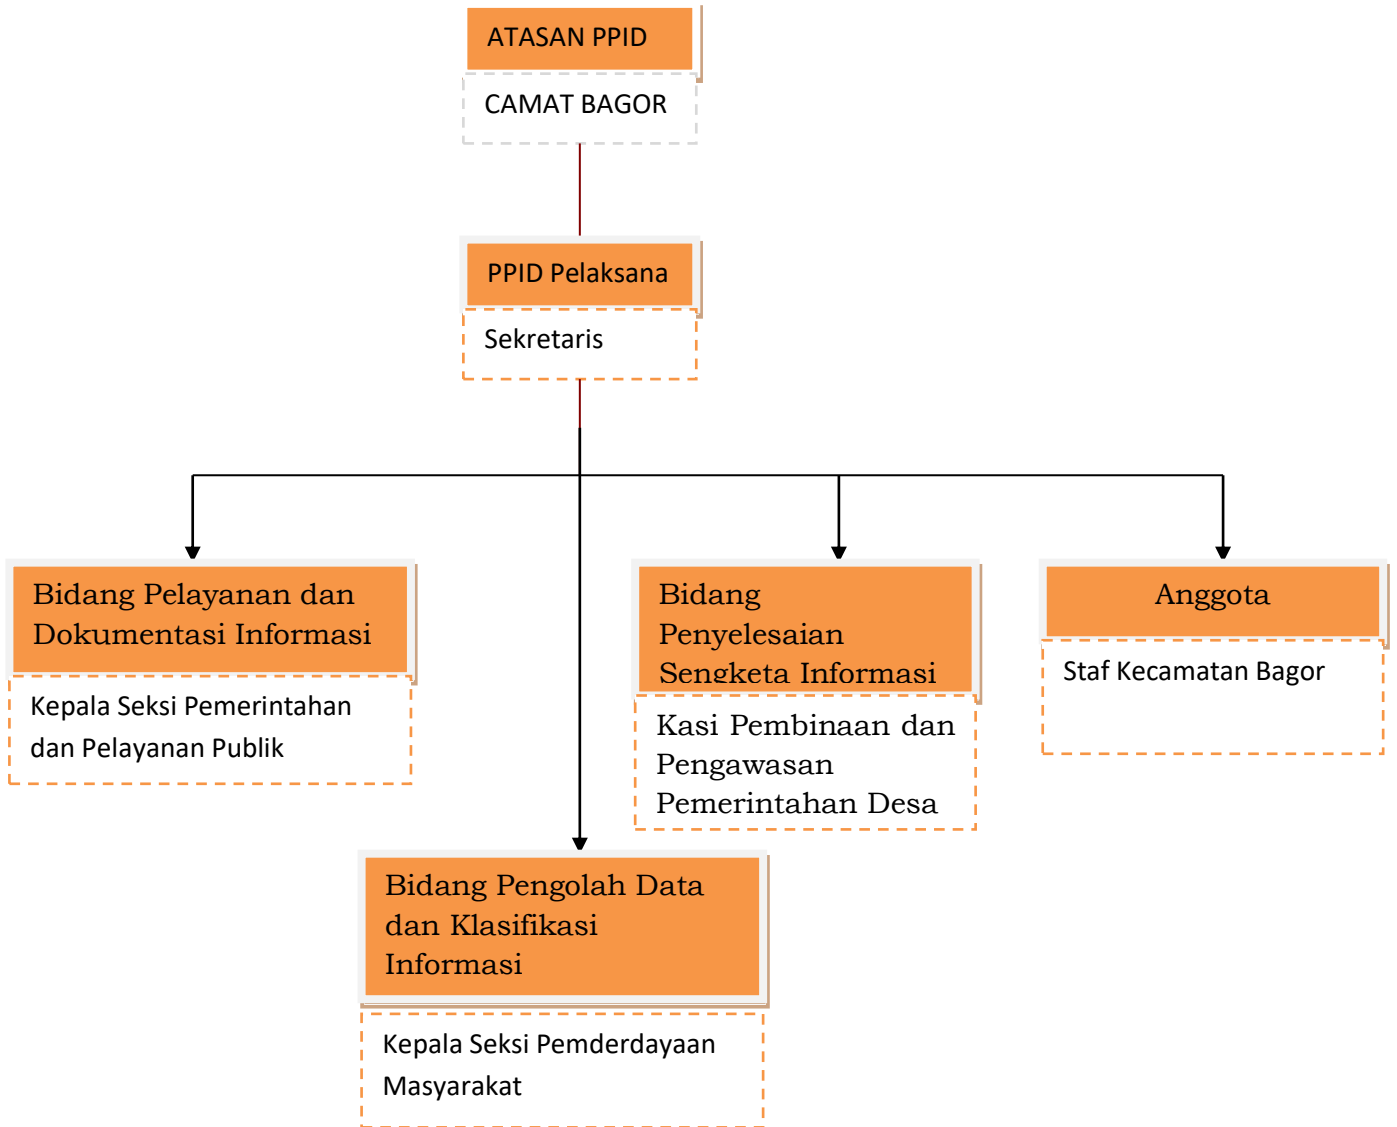 ATASAN PPID
CAMAT BAGOR
PPID Pelaksana
Sekretaris
Bidang Pelayanan dan
Dokumentasi Informasi
Kepala Seksi Pemerintahan
dan Pelayanan Publik
Bidang
Penyelesaian
Sengketa Informasi
Kasi Pembinaan dan
Pengawasan
Pemerintahan Desa
Anggota
Staf Kecamatan Bagor
Bidang Pengolah Data
dan Klasifikasi
Informasi
Kepala Seksi Pemderdayaan
Masyarakat